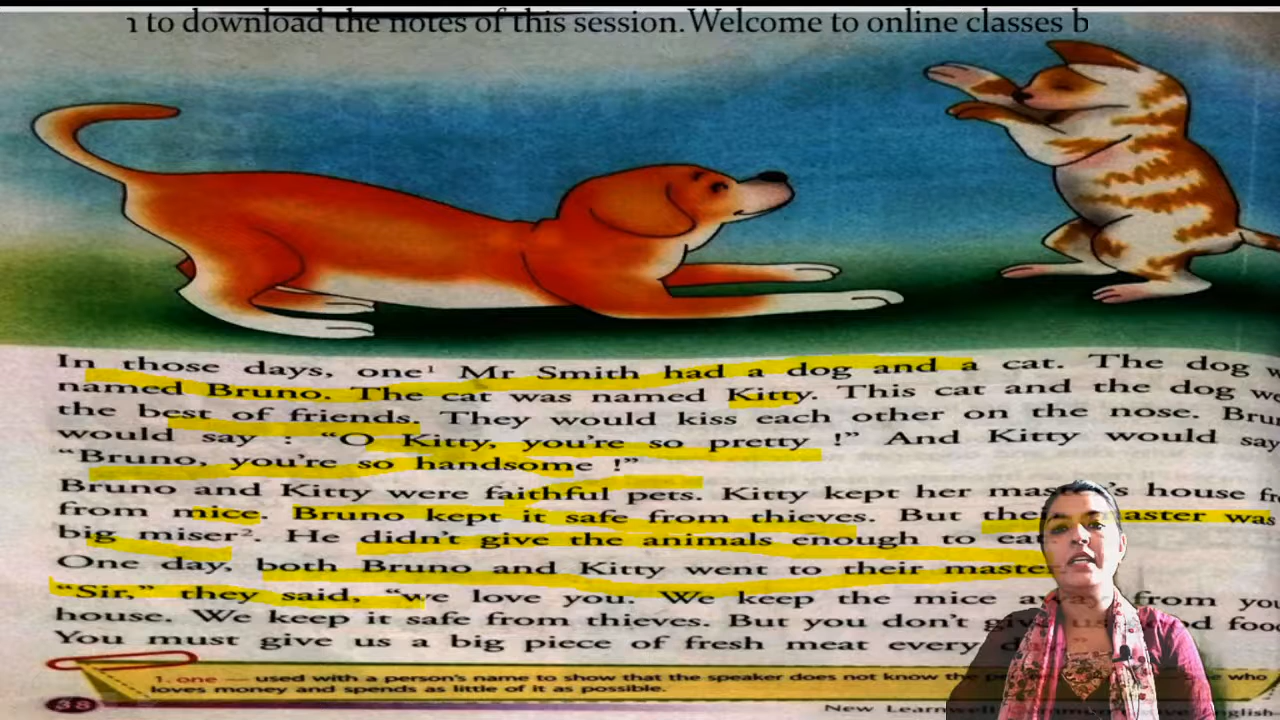 to download the notes of this session.Welcome to online classes b
In those days, one¹ Mr Smith had a dog and a cat. The dog
named Bruno. The cat was named Kitty. This cat and the dog
the best of friends. They would kiss each other on the nose.
would say : “O Kitty, you’re so pretty !” And Kitty would say
“Bruno, you’re so handsome !”
Bruno and Kitty were faithful pets. Kitty kept her house
from mice. Bruno kept it safe from thieves. But was
big miser². He didn’t give the animals enough to
One day, both Bruno and Kitty went to their
“Sir,” they said, “we love you. We keep the mice from
house. We keep it safe from thieves. But you don’t
You must give us a big piece of fresh meat every
1. one — used with a person’s name to show that the speaker does not know the who
loves money and spends as little of it as possible.
38
New English